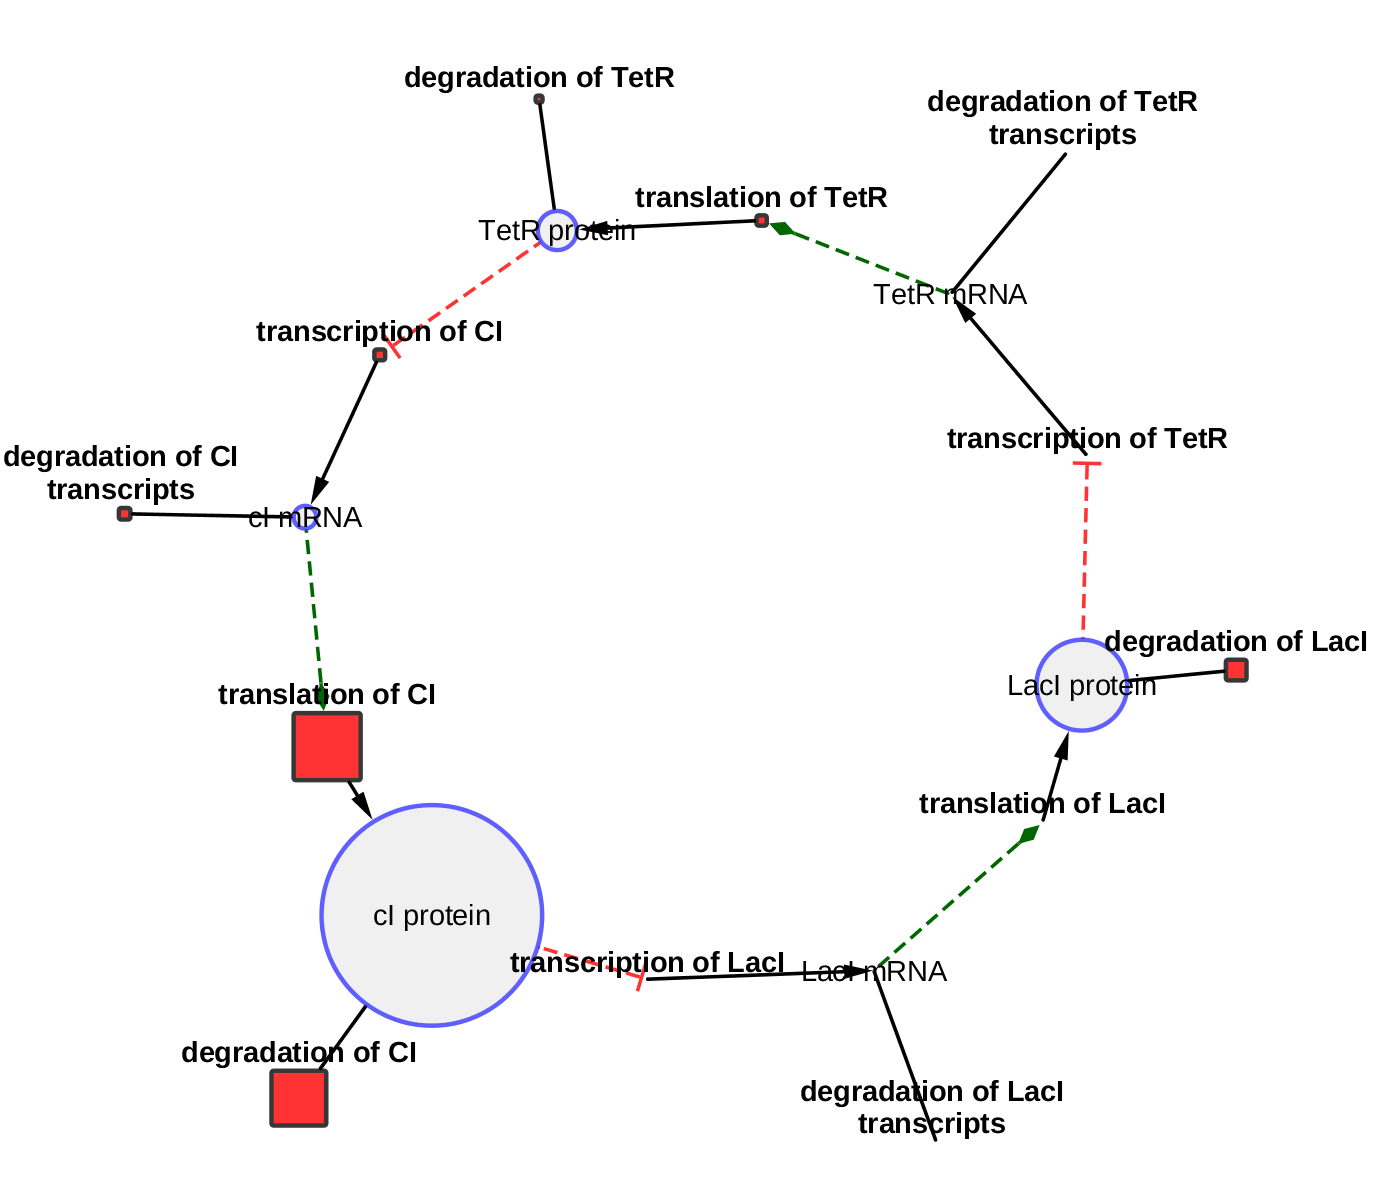 degradation of TetR
degradation of TetR
transcripts
translation of TetR
TetR protein
TetR mRNA
transcription of CI
transcription of TetR
degradation of CI
transcripts
cI mRNA
degradation of LacI
LacI protein
translation of CI
translation of LacI
cI protein
transcription of LacI
LacI mRNA
degradation of CI
degradation of LacI
transcripts